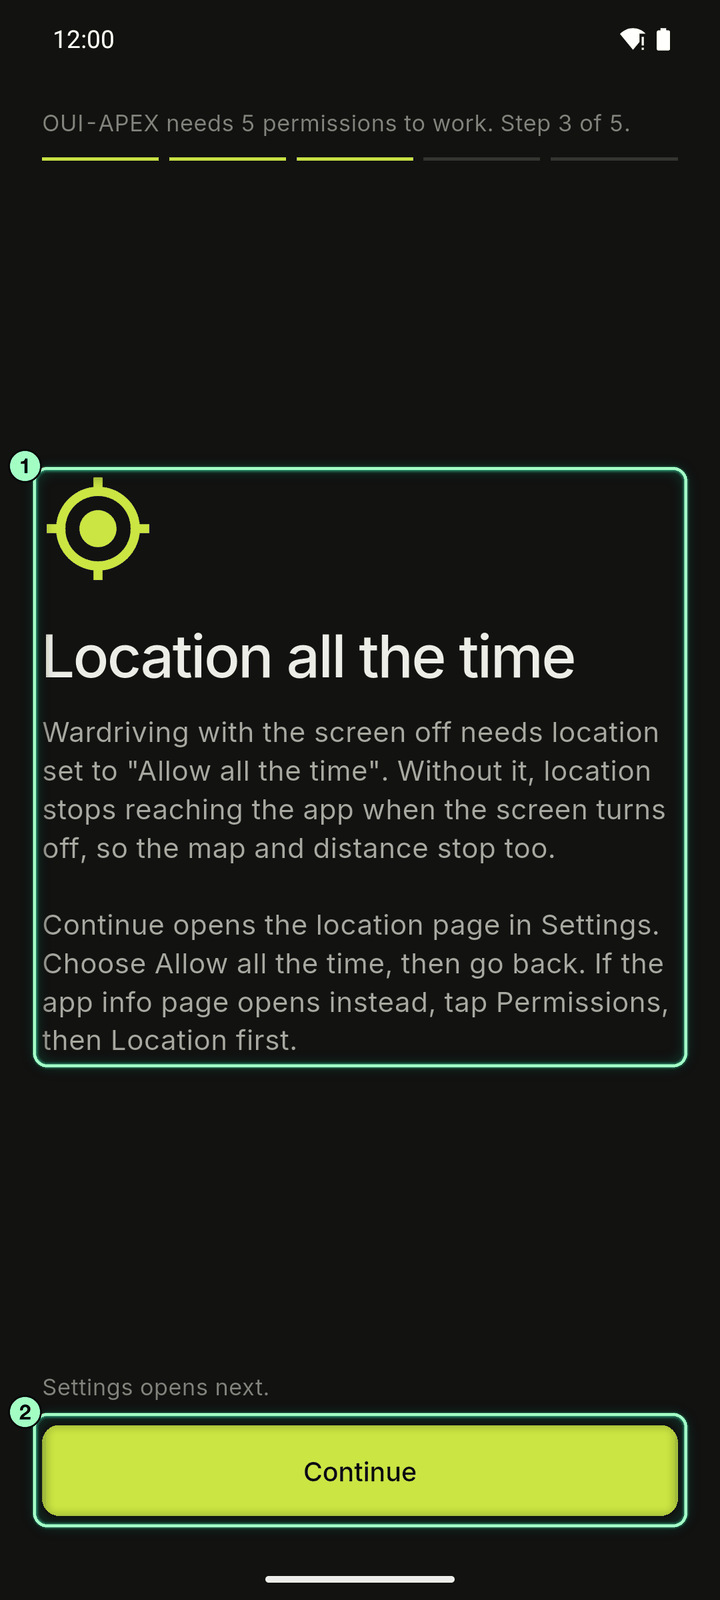 12:00
OUI-APEX needs 5 permissions to work. Step 3 of 5.
1
Location all the time
Wardriving with the screen off needs location
set to "Allow all the time". Without it, location
stops reaching the app when the screen turns
off, so the map and distance stop too.
Continue opens the location page in Settings.
Choose Allow all the time, then go back. If the
app info page opens instead, tap Permissions,
then Location first.
Settings opens next.
2
Continue